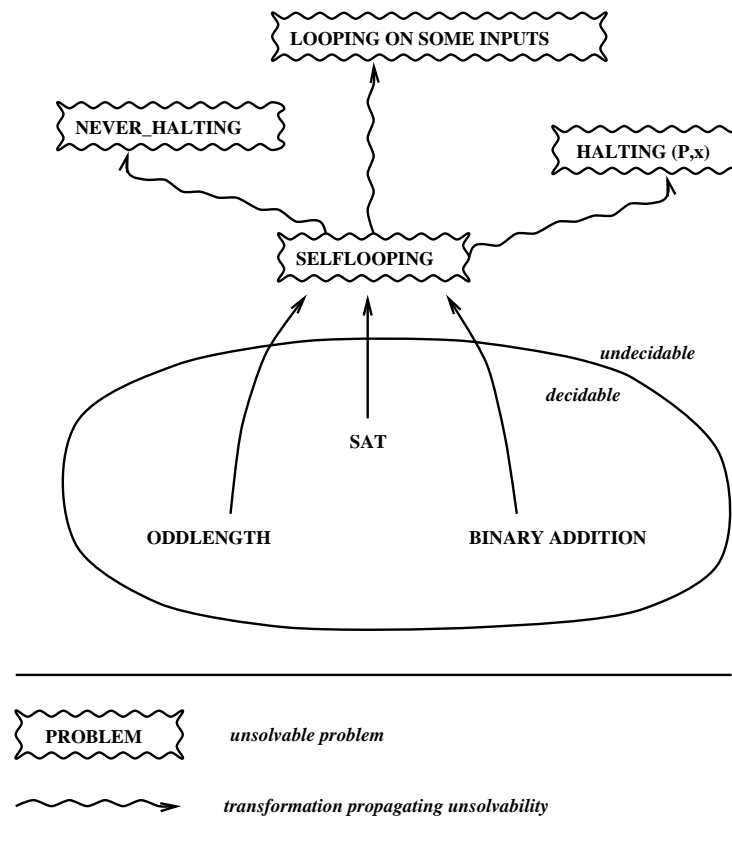 LOOPING ON SOME INPUTS
NEVER_HALTING
HALTING (P,x)
SELFLOOPING
undecidable
decidable
SAT
ODDLENGTH
BINARY ADDITION
PROBLEM
unsolvable problem
transformation propagating unsolvability